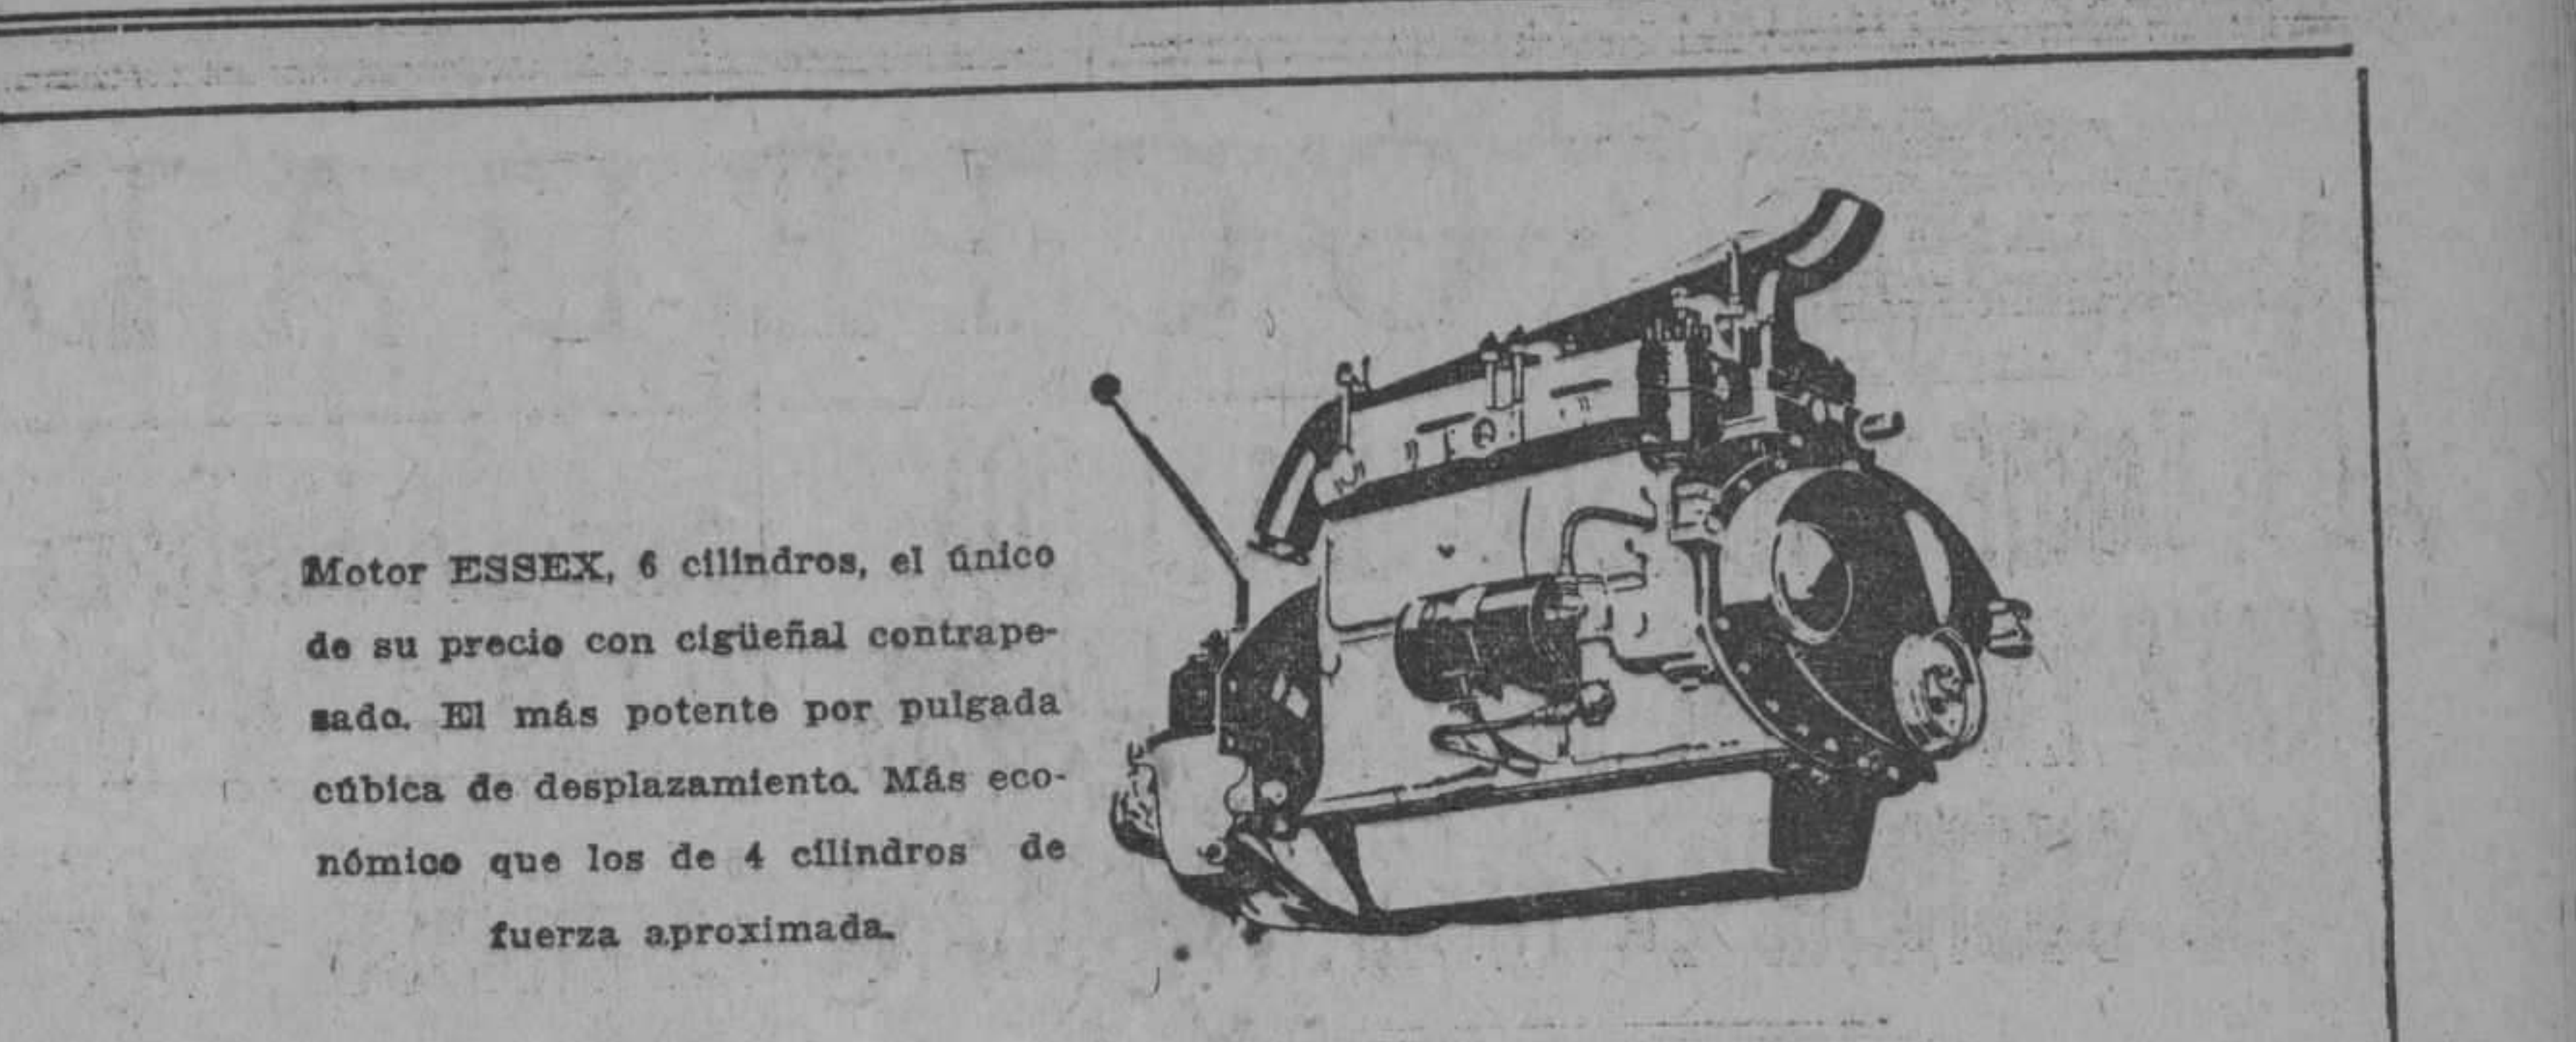 Motor ESSEX, 6 cilindros, el único
de su precio con cigüeñal contrape-
sado. El más potente por pulgada
cúbica de desplazamiento. Más eco-
nómico que los de 4 cilindros de
fuerza aproximada.